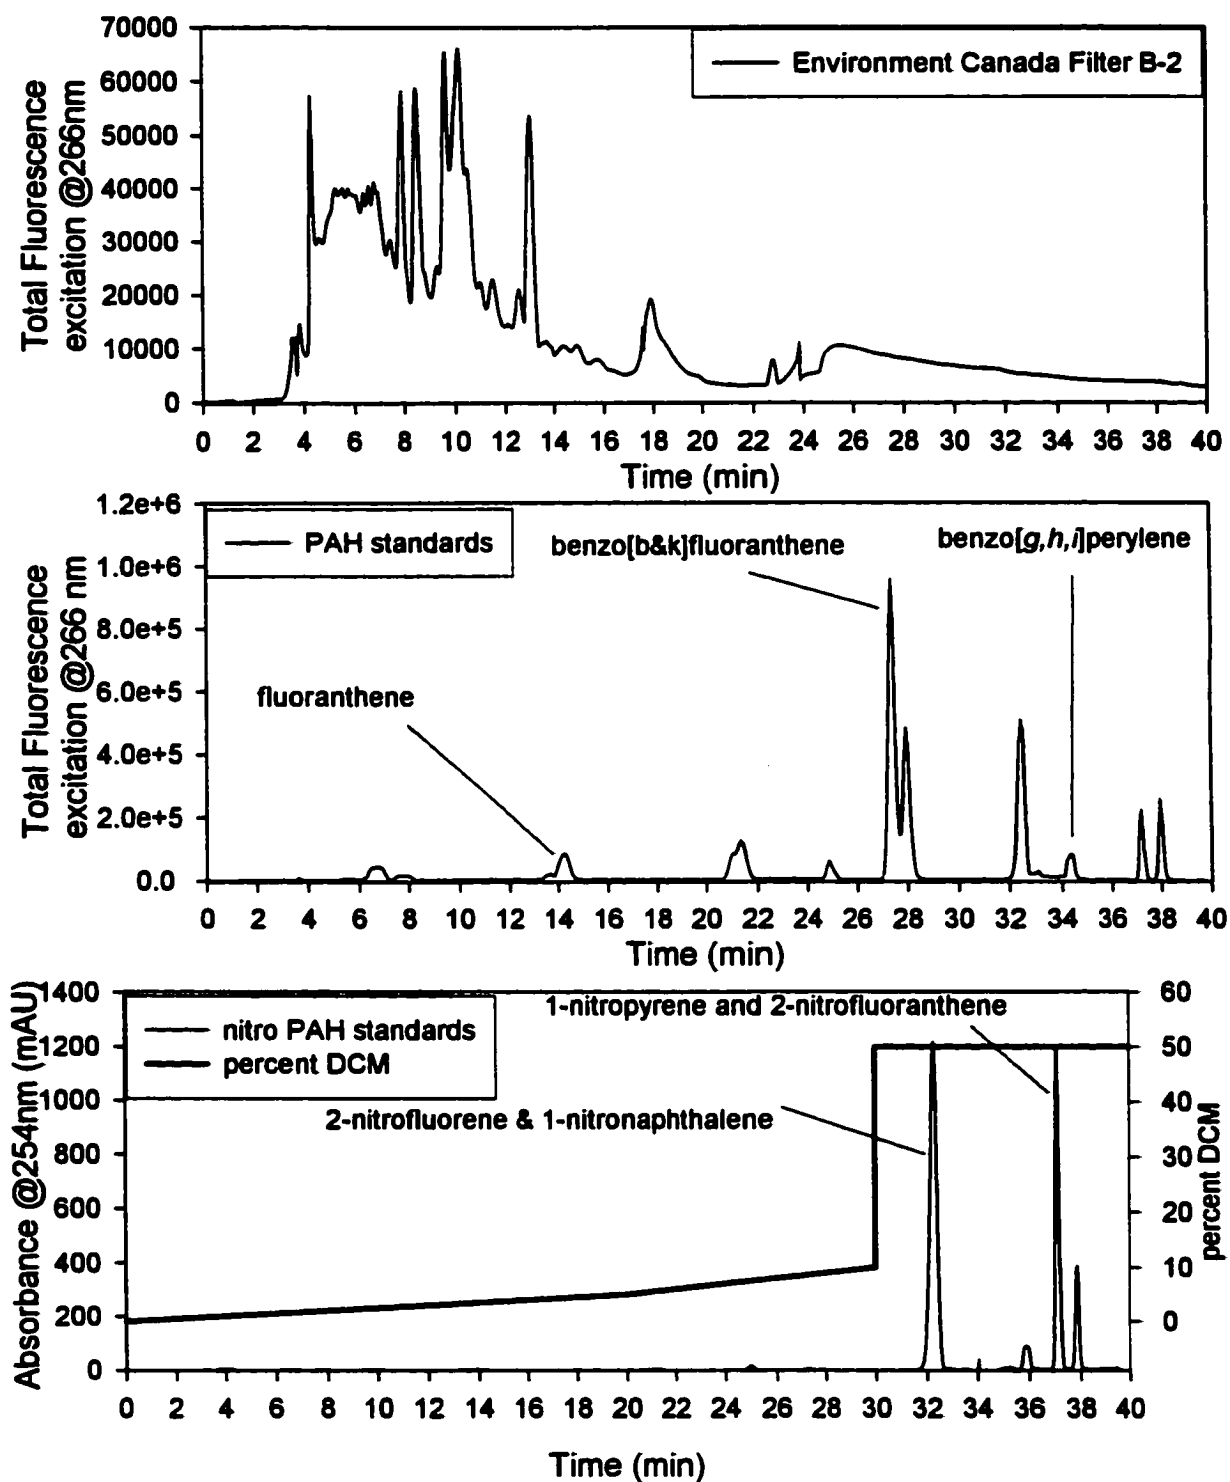 70000
60000
50000
40000
30000
20000
10000
0
Total Fluorescence
excitation @266nm
Environment Canada Filter B-2
0 2 4 6 8 10 12 14 16 18 20 22 24 26 28 30 32 34 36 38 40
Time (min)
1.2e+6
1.0e+6
8.0e+5
6.0e+5
4.0e+5
2.0e+5
0.0
Total Fluorescence
excitation @266 nm
PAH standards
benzo[b&k]fluoranthene
benzo[g,h,i]perylene
fluoranthene
0 2 4 6 8 10 12 14 16 18 20 22 24 26 28 30 32 34 36 38 40
Time (min)
1400
1200
1000
800
600
400
200
0
Absorbance @254nm (mAU)
nitro PAH standards
percent DCM
1-nitropyrene and 2-nitrofluoranthene
2-nitrofluorene & 1-nitronaphthalene
60
50
40
30
20
10
0
percent DCM
0 2 4 6 8 10 12 14 16 18 20 22 24 26 28 30 32 34 36 38 40
Time (min)